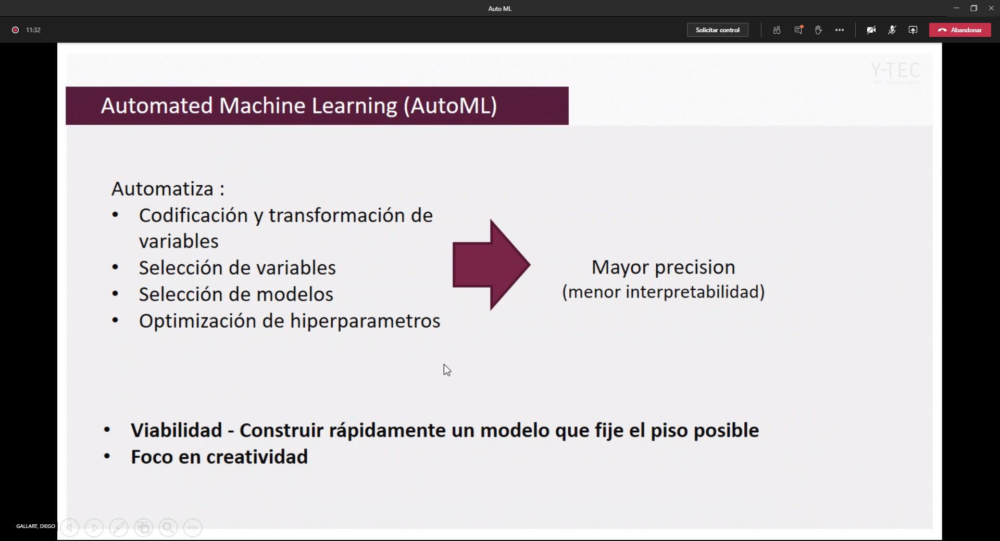 Auto ML
11:32
Solicitar control
Abandonar
Y-TEC
YPF TECNOLOGÍA
Automated Machine Learning (AutoML)
Automatiza :
• Codificación y transformación de
variables
• Selección de variables
• Selección de modelos
• Optimización de hiperparametros
Mayor precision
(menor interpretabilidad)
• Viabilidad - Construir rápidamente un modelo que fije el piso posible
• Foco en creatividad
GALLART, DIEGO